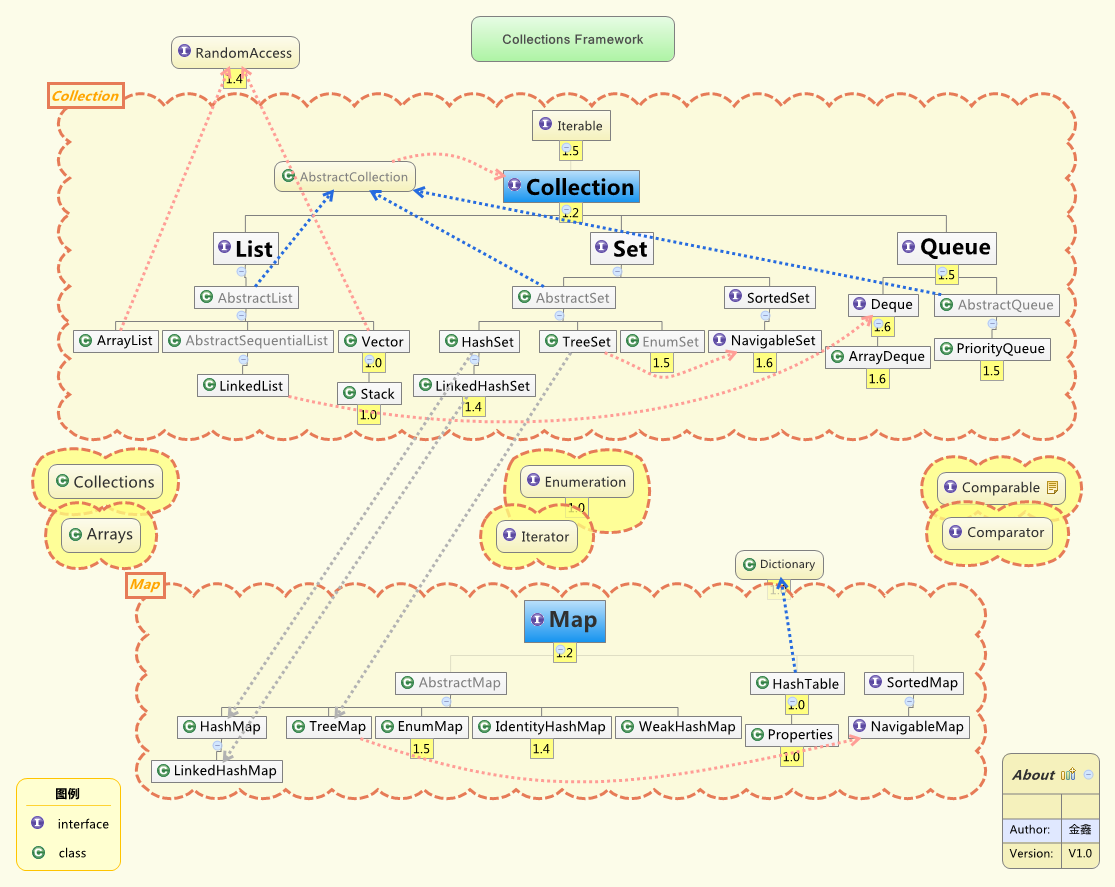 Collections Framework
I RandomAccess
1.4
Collection
I Iterable
1.5
C AbstractCollection
I Collection
1.2
I List
I Set
I Queue
1.5
C AbstractList
C AbstractSet
I SortedSet
I Deque
1.6
C AbstractQueue
C ArrayList
C AbstractSequentialList
C Vector
1.0
C HashSet
C TreeSet
C EnumSet
1.5
I NavigableSet
1.6
C ArrayDeque
1.6
C PriorityQueue
1.5
C LinkedList
C Stack
1.0
C LinkedHashSet
1.4
C Collections
I Enumeration
1.0
I Comparable
C Arrays
I Iterator
I Comparator
C Dictionary
Map
I Map
1.2
C AbstractMap
C HashTable
1.0
I SortedMap
C HashMap
C TreeMap
C EnumMap
1.5
C IdentityHashMap
1.4
C WeakHashMap
C Properties
1.0
I NavigableMap
C LinkedHashMap
图例
I interface
C class
About
Author: 金鑫
Version: V1.0